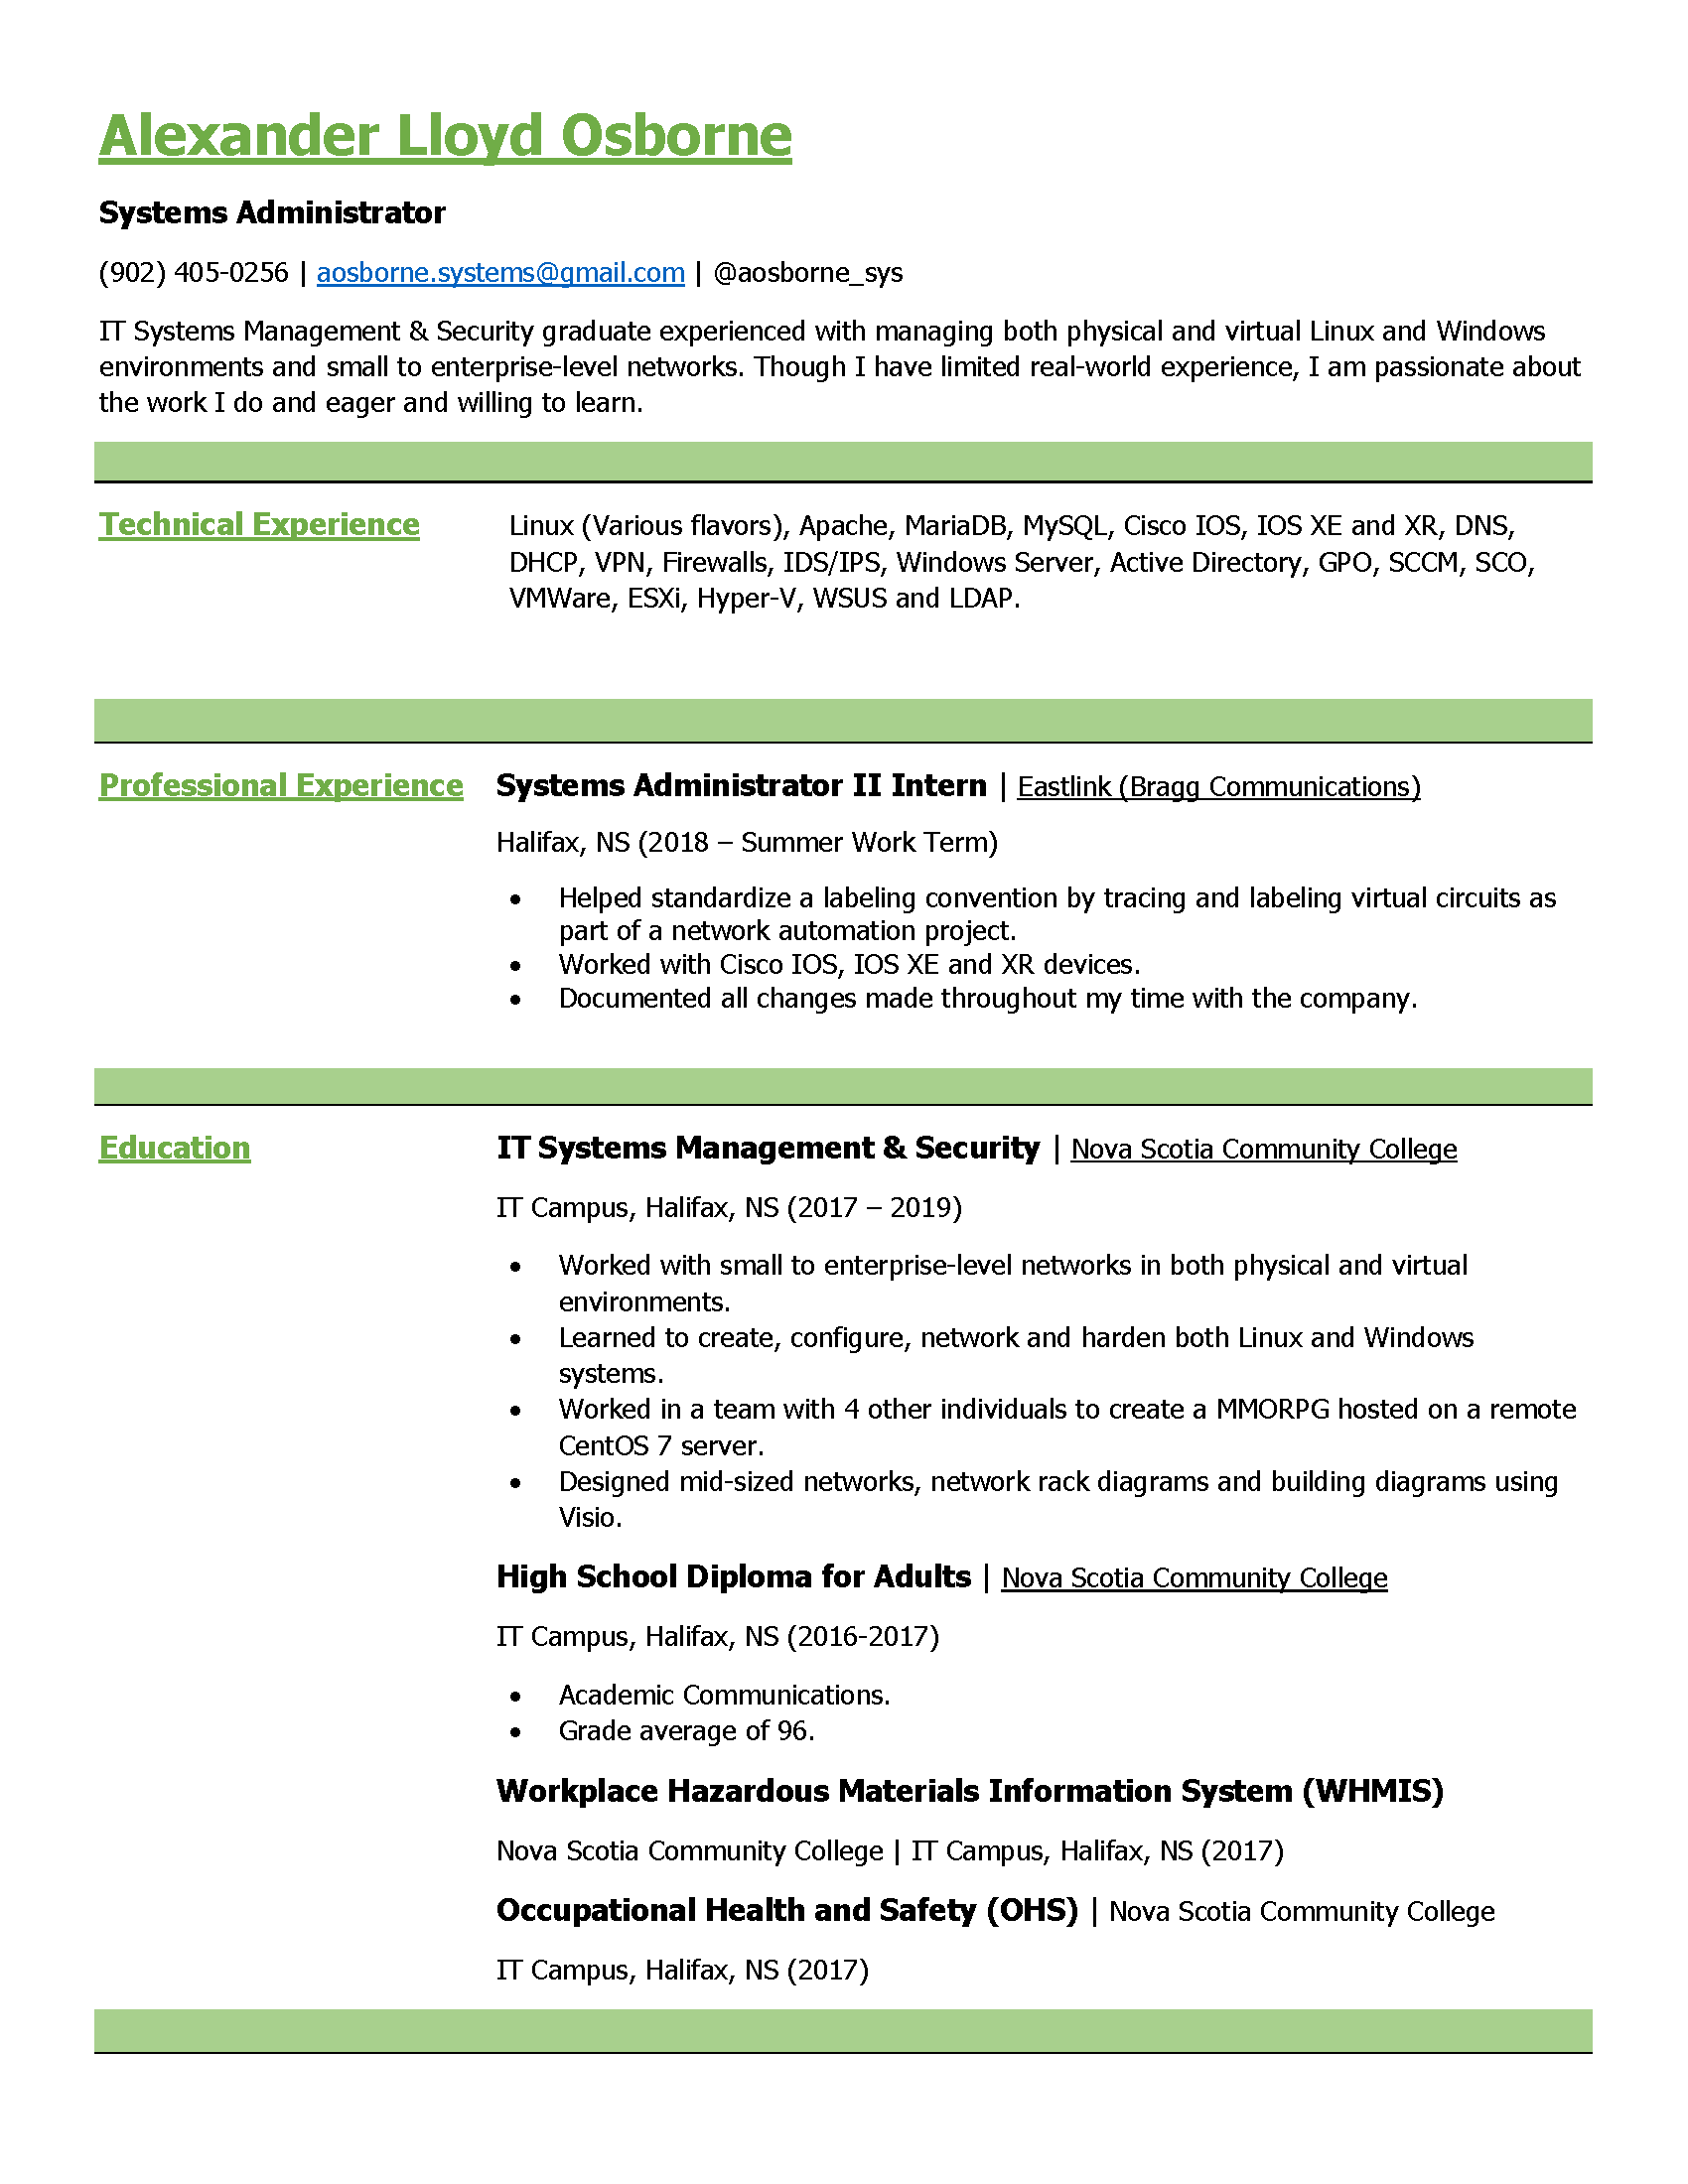 Alexander Lloyd Osborne
Systems Administrator
(902) 405-0256 | aosborne.systems@gmail.com | @aosborne_sys
IT Systems Management & Security graduate experienced with managing both physical and virtual Linux and Windows
environments and small to enterprise-level networks. Though I have limited real-world experience, I am passionate about
the work I do and eager and willing to learn.
Technical Experience
Linux (Various flavors), Apache, MariaDB, MySQL, Cisco IOS, IOS XE and XR, DNS,
DHCP, VPN, Firewalls, IDS/IPS, Windows Server, Active Directory, GPO, SCCM, SCO,
VMWare, ESXi, Hyper-V, WSUS and LDAP.
Professional Experience
Systems Administrator II Intern | Eastlink (Bragg Communications)
Halifax, NS (2018 – Summer Work Term)
• Helped standardize a labeling convention by tracing and labeling virtual circuits as
part of a network automation project.
• Worked with Cisco IOS, IOS XE and XR devices.
• Documented all changes made throughout my time with the company.
Education
IT Systems Management & Security | Nova Scotia Community College
IT Campus, Halifax, NS (2017 – 2019)
• Worked with small to enterprise-level networks in both physical and virtual
environments.
• Learned to create, configure, network and harden both Linux and Windows
systems.
• Worked in a team with 4 other individuals to create a MMORPG hosted on a remote
CentOS 7 server.
• Designed mid-sized networks, network rack diagrams and building diagrams using
Visio.
High School Diploma for Adults | Nova Scotia Community College
IT Campus, Halifax, NS (2016-2017)
• Academic Communications.
• Grade average of 96.
Workplace Hazardous Materials Information System (WHMIS)
Nova Scotia Community College | IT Campus, Halifax, NS (2017)
Occupational Health and Safety (OHS) | Nova Scotia Community College
IT Campus, Halifax, NS (2017)